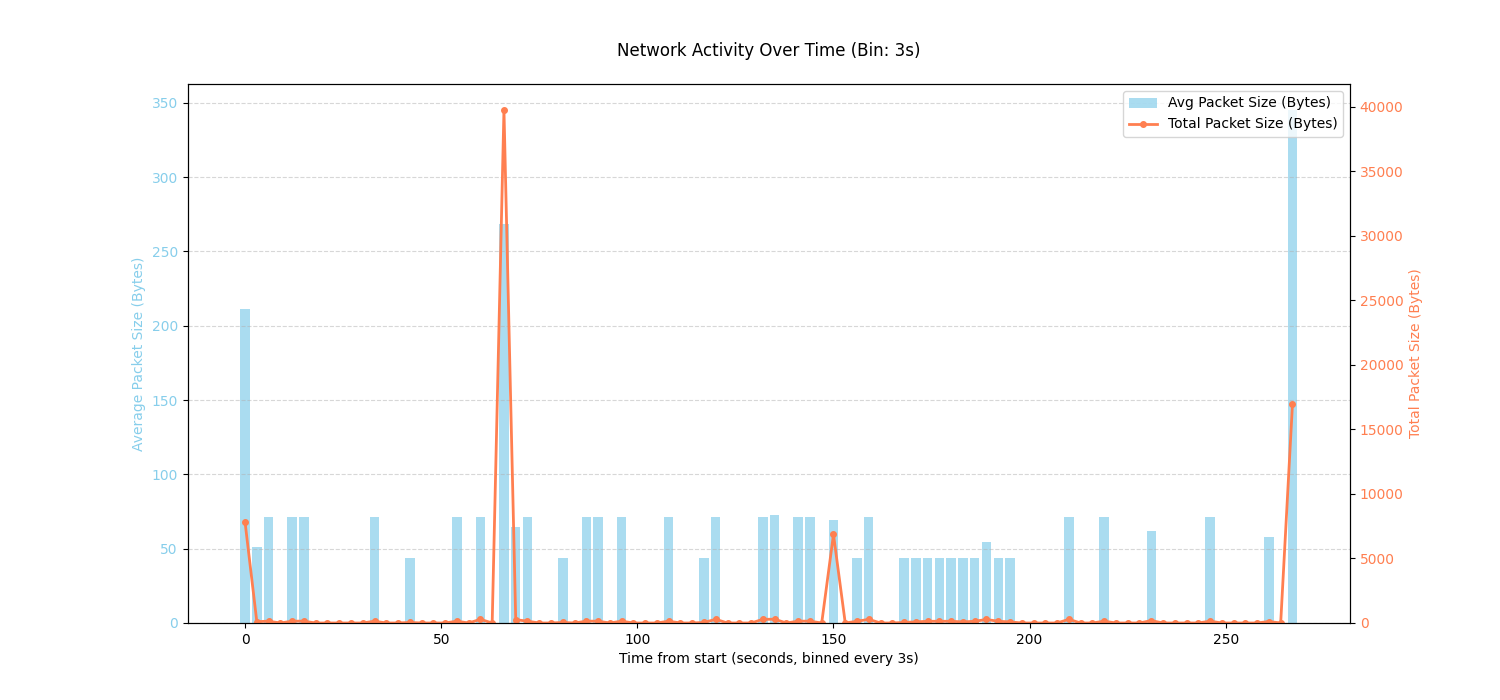 Network Activity Over Time (Bin: 3s)
Avg Packet Size (Bytes)
Total Packet Size (Bytes)
Average Packet Size (Bytes)
350
300
250
200
150
100
50
0
40000
35000
30000
25000
20000
15000
10000
5000
0
Total Packet Size (Bytes)
0 50 100 150 200 250
Time from start (seconds, binned every 3s)